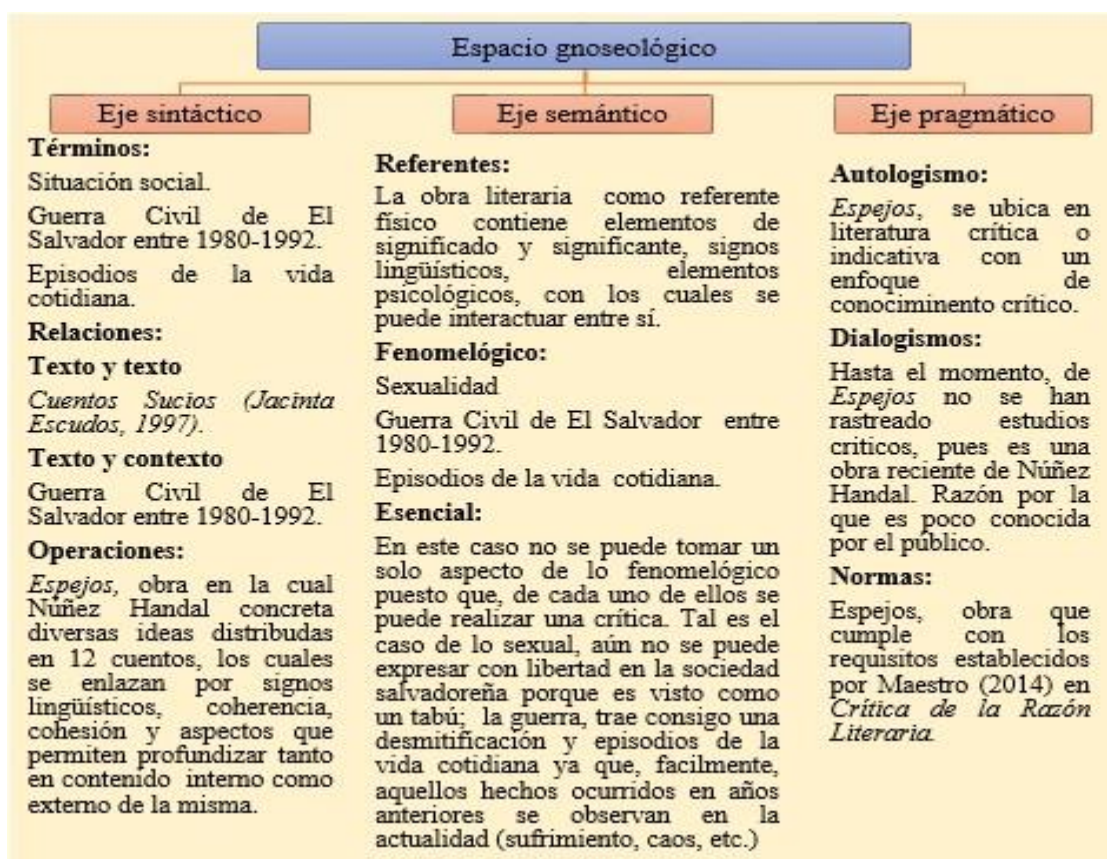 Espacio gnoseológico
Eje sintáctico
Términos:
Situación social.
Guerra Civil de El
Salvador entre 1980-1992.
Episodios de la vida
cotidiana.
Relaciones:
Texto y texto
Cuentos Sucios (Jacinta
Escudos, 1997).
Texto y contexto
Guerra Civil de El
Salvador entre 1980-1992.
Operaciones:
Espejos, obra en la cual
Núñez Handal concreta
diversas ideas distribudas
en 12 cuentos, los cuales
se enlazan por signos
lingüísticos, coherencia,
cohesión y aspectos que
permiten profundizar tanto
en contenido interno como
externo de la misma.
Eje semántico
Referentes:
La obra literaria como referente
físico contiene elementos de
significado y significante, signos
lingüísticos, elementos
psicológicos, con los cuales se
puede interactuar entre sí.
Fenomelógico:
Sexualidad
Guerra Civil de El Salvador entre
1980-1992.
Episodios de la vida cotidiana.
Esencial:
En este caso no se puede tomar un
solo aspecto de lo fenomelógico
puesto que, de cada uno de ellos se
puede realizar una crítica. Tal es el
caso de lo sexual, aún no se puede
expresar con libertad en la sociedad
salvadoreña porque es visto como
un tabú; la guerra, trae consigo una
desmitificación y episodios de la
vida cotidiana ya que, facilmente,
aquellos hechos ocurridos en años
anteriores se observan en la
actualidad (sufrimiento, caos, etc.)
Eje pragmático
Autologismo:
Espejos, se ubica en
literatura crítica o
indicativa con un
enfoque de
conociminento crítico.
Dialogismos:
Hasta el momento, de
Espejos no se han
rastreado estudios
criticos, pues es una
obra reciente de Núñez
Handal. Razón por la
que es poco conocida
por el público.
Normas:
Espejos, obra que
cumple con los
requisitos establecidos
por Maestro (2014) en
Crítica de la Razón
Literaria.